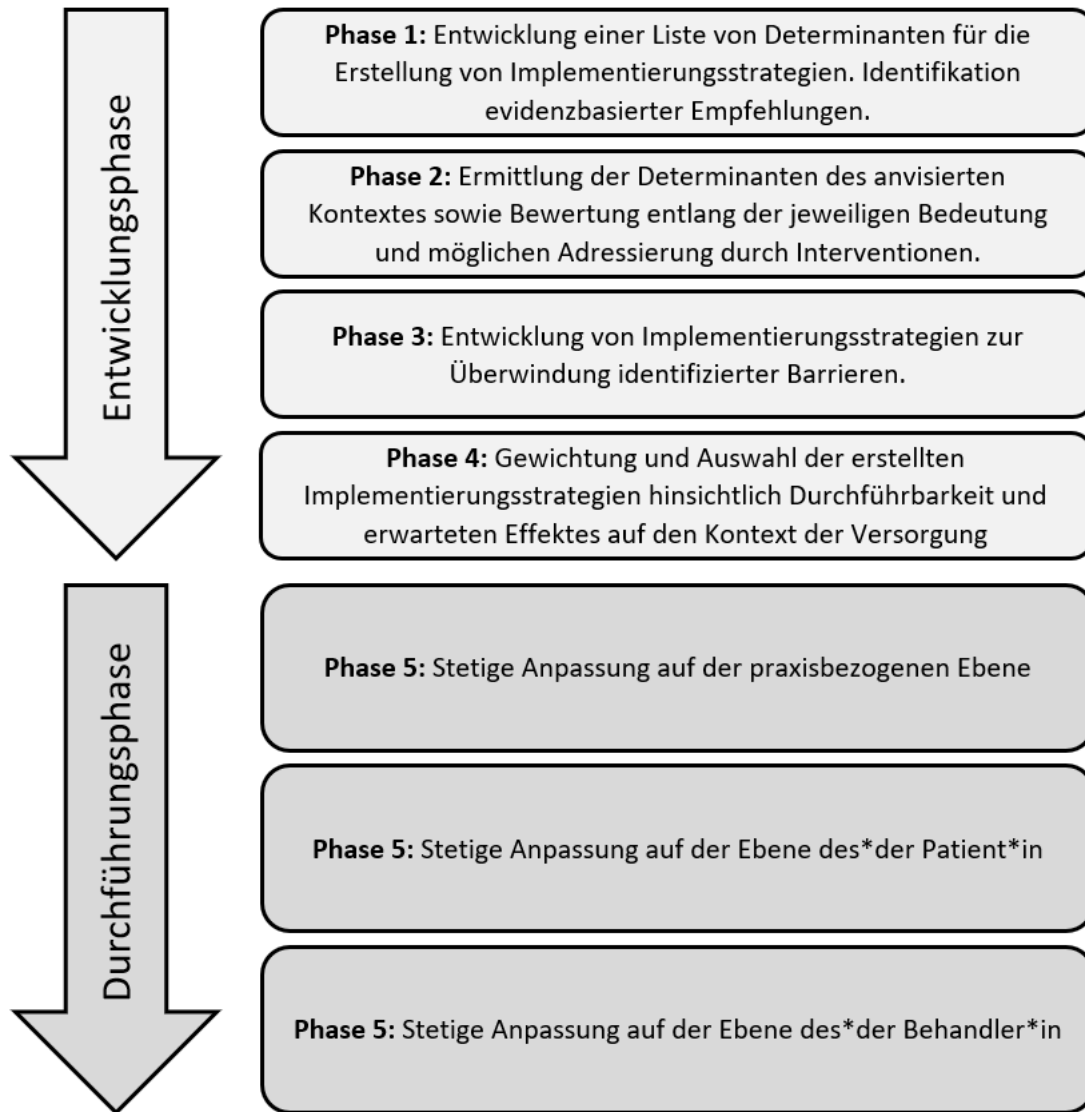 Entwicklungsphase
Phase 1: Entwicklung einer Liste von Determinanten für die
Erstellung von Implementierungsstrategien. Identifikation
evidenzbasierter Empfehlungen.
Phase 2: Ermittlung der Determinanten des anvisierten
Kontextes sowie Bewertung entlang der jeweiligen Bedeutung
und möglichen Adressierung durch Interventionen.
Phase 3: Entwicklung von Implementierungsstrategien zur
Überwindung identifizierter Barrieren.
Phase 4: Gewichtung und Auswahl der erstellten
Implementierungsstrategien hinsichtlich Durchführbarkeit und
erwarteten Effektes auf den Kontext der Versorgung
Durchführungsphase
Phase 5: Stetige Anpassung auf der praxisbezogenen Ebene
Phase 5: Stetige Anpassung auf der Ebene des*der Patient*in
Phase 5: Stetige Anpassung auf der Ebene des*der Behandler*in